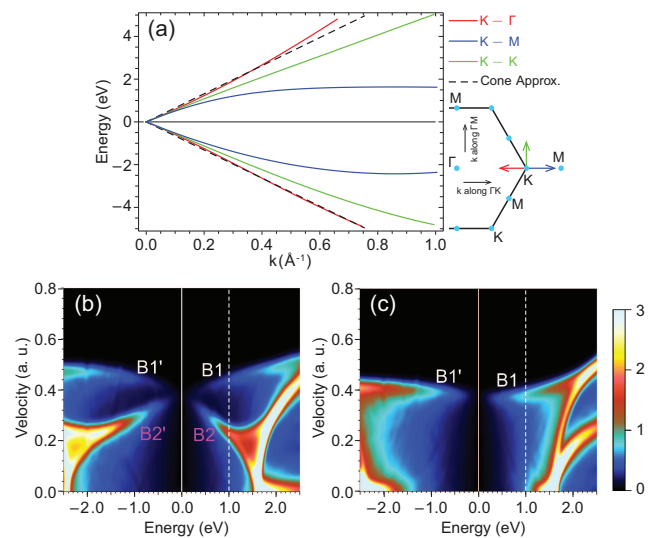 (a)
4
2
0
−2
−4
Energy (eV)
0.0 0.2 0.4 0.6 0.8 1.0
k(Å⁻¹)
K − Γ
K − M
K − K
Cone Approx.
M
k along ΓM
Γ
M
K
k along ΓK
M
K
(b)
0.8
0.6
0.4
0.2
0.0
Velocity (a. u.)
B1' B1
B2' B2
−2.0 −1.0 0.0 1.0 2.0
Energy (eV)
(c)
0.8
0.6
0.4
0.2
0.0
Velocity (a. u.)
B1' B1
−2.0 −1.0 0.0 1.0 2.0
Energy (eV)
3
2
1
0